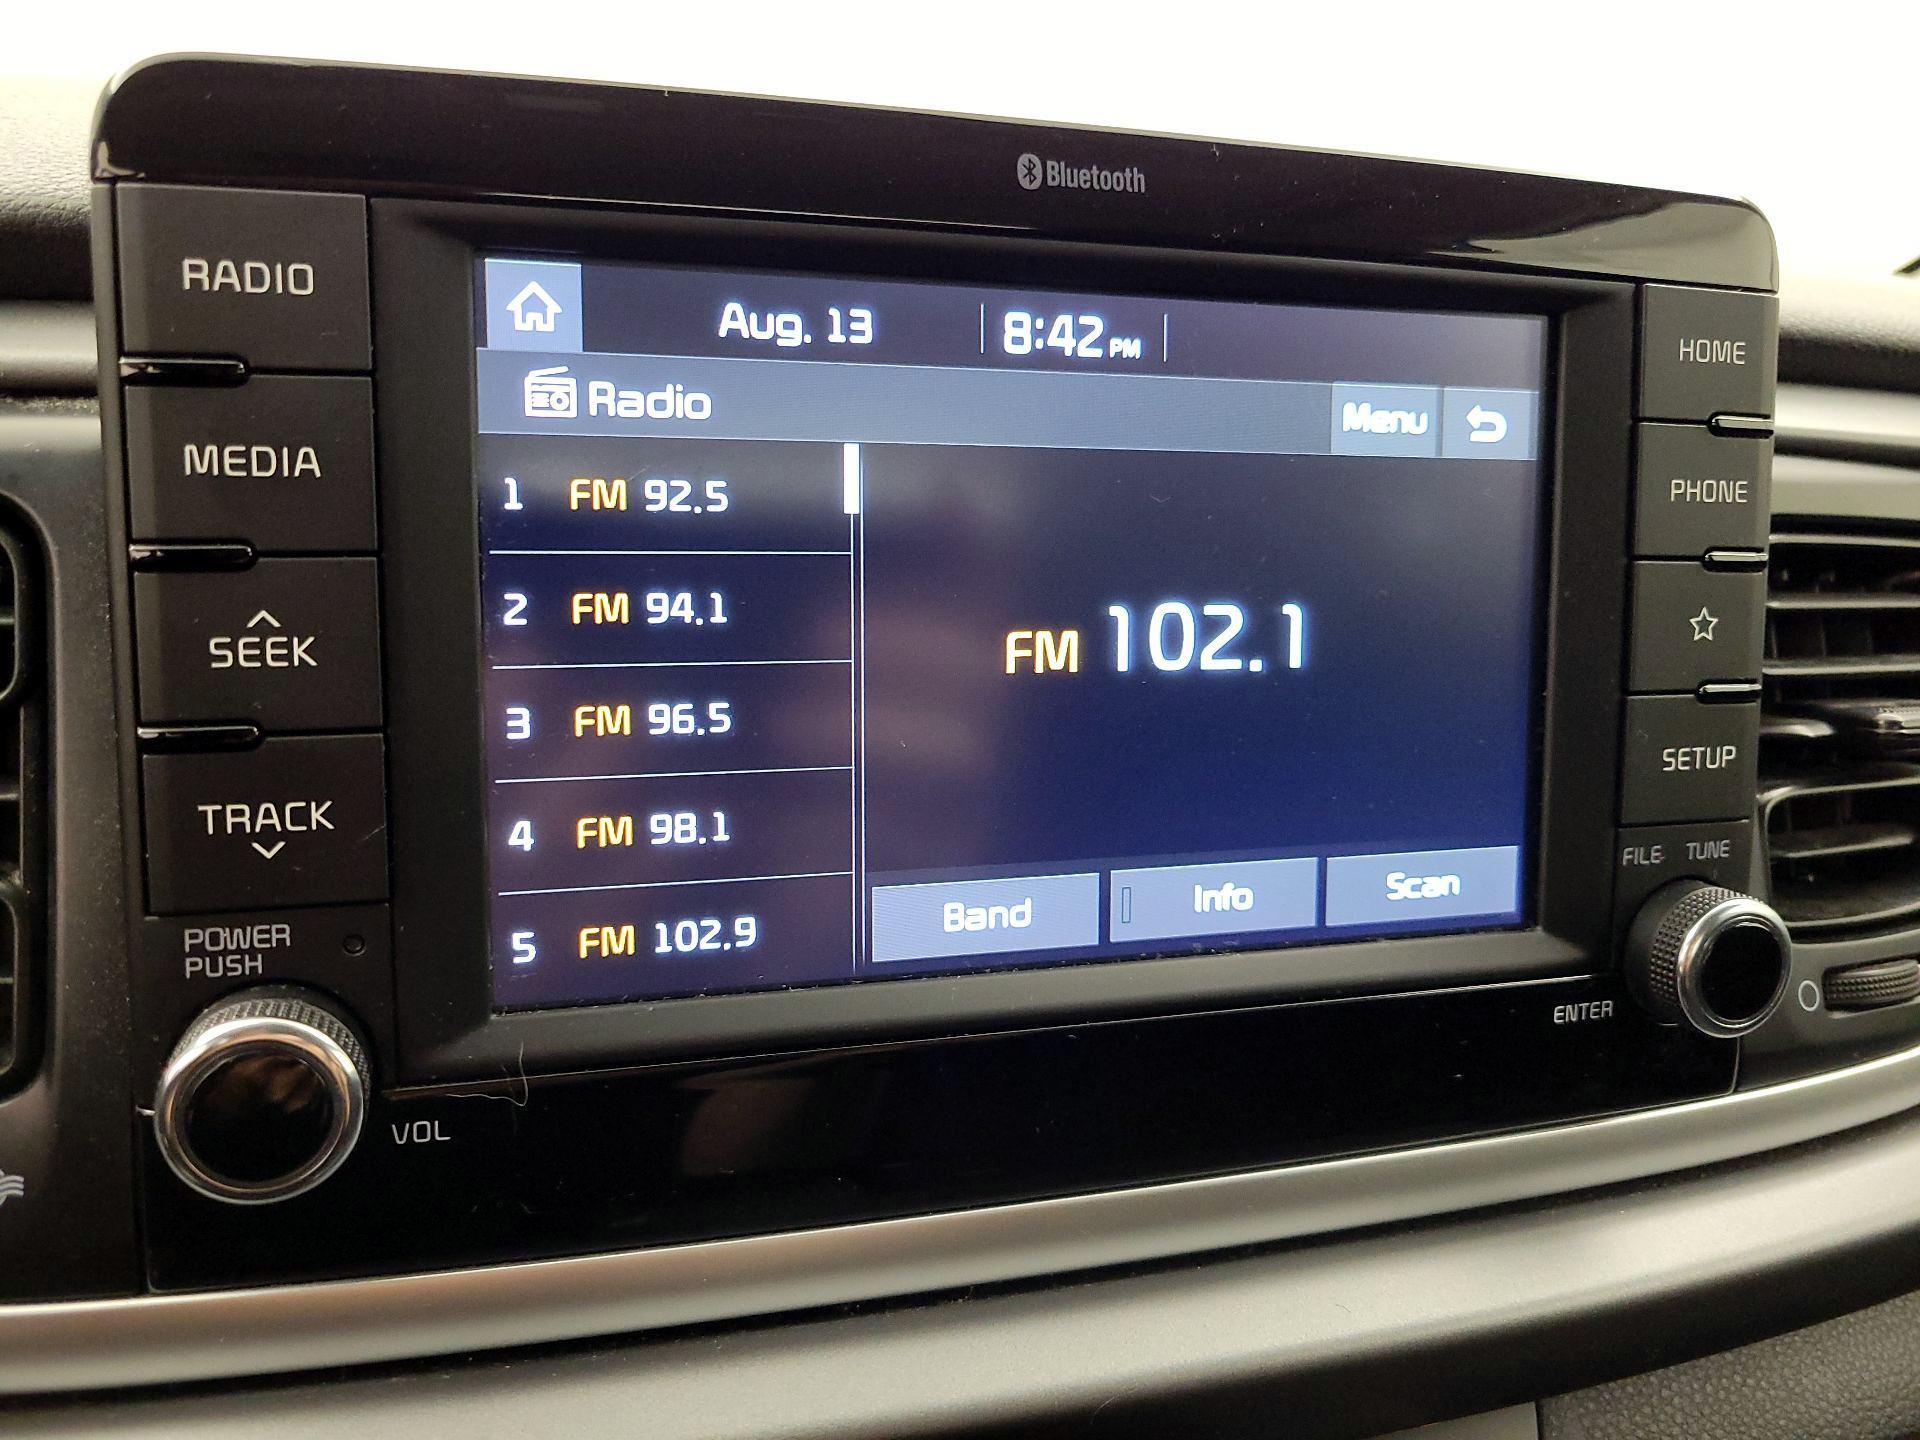 Bluetooth
RADIO
MEDIA
SEEK
TRACK
POWER
PUSH
VOL
Aug. 13
8:42 PM
Radio
Menu
1 FM 92.5
2 FM 94.1
3 FM 96.5
4 FM 98.1
5 FM 102.9
FM 102.1
Band
Info
Scan
HOME
PHONE
SETUP
FILE TUNE
ENTER